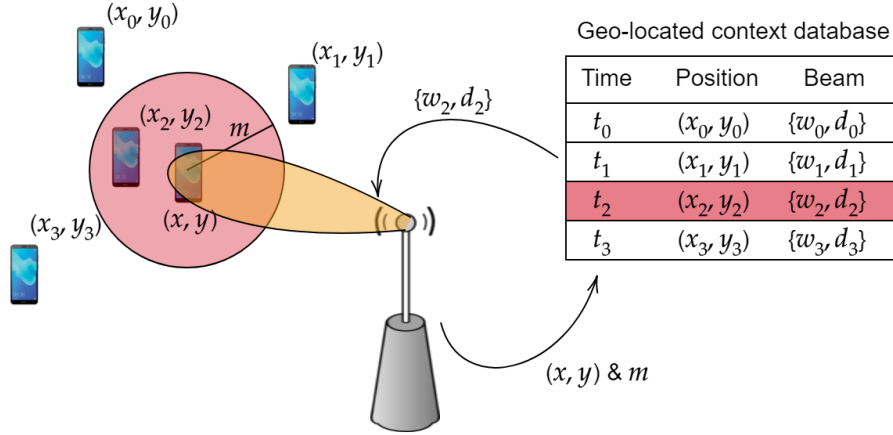 (x₀, y₀)
(x₁, y₁)
(x₂, y₂)
m
(x, y)
(x₃, y₃)
{w₂, d₂}
(x, y) & m
Geo-located context database
Time Position Beam
t₀ (x₀, y₀) {w₀, d₀}
t₁ (x₁, y₁) {w₁, d₁}
t₂ (x₂, y₂) {w₂, d₂}
t₃ (x₃, y₃) {w₃, d₃}